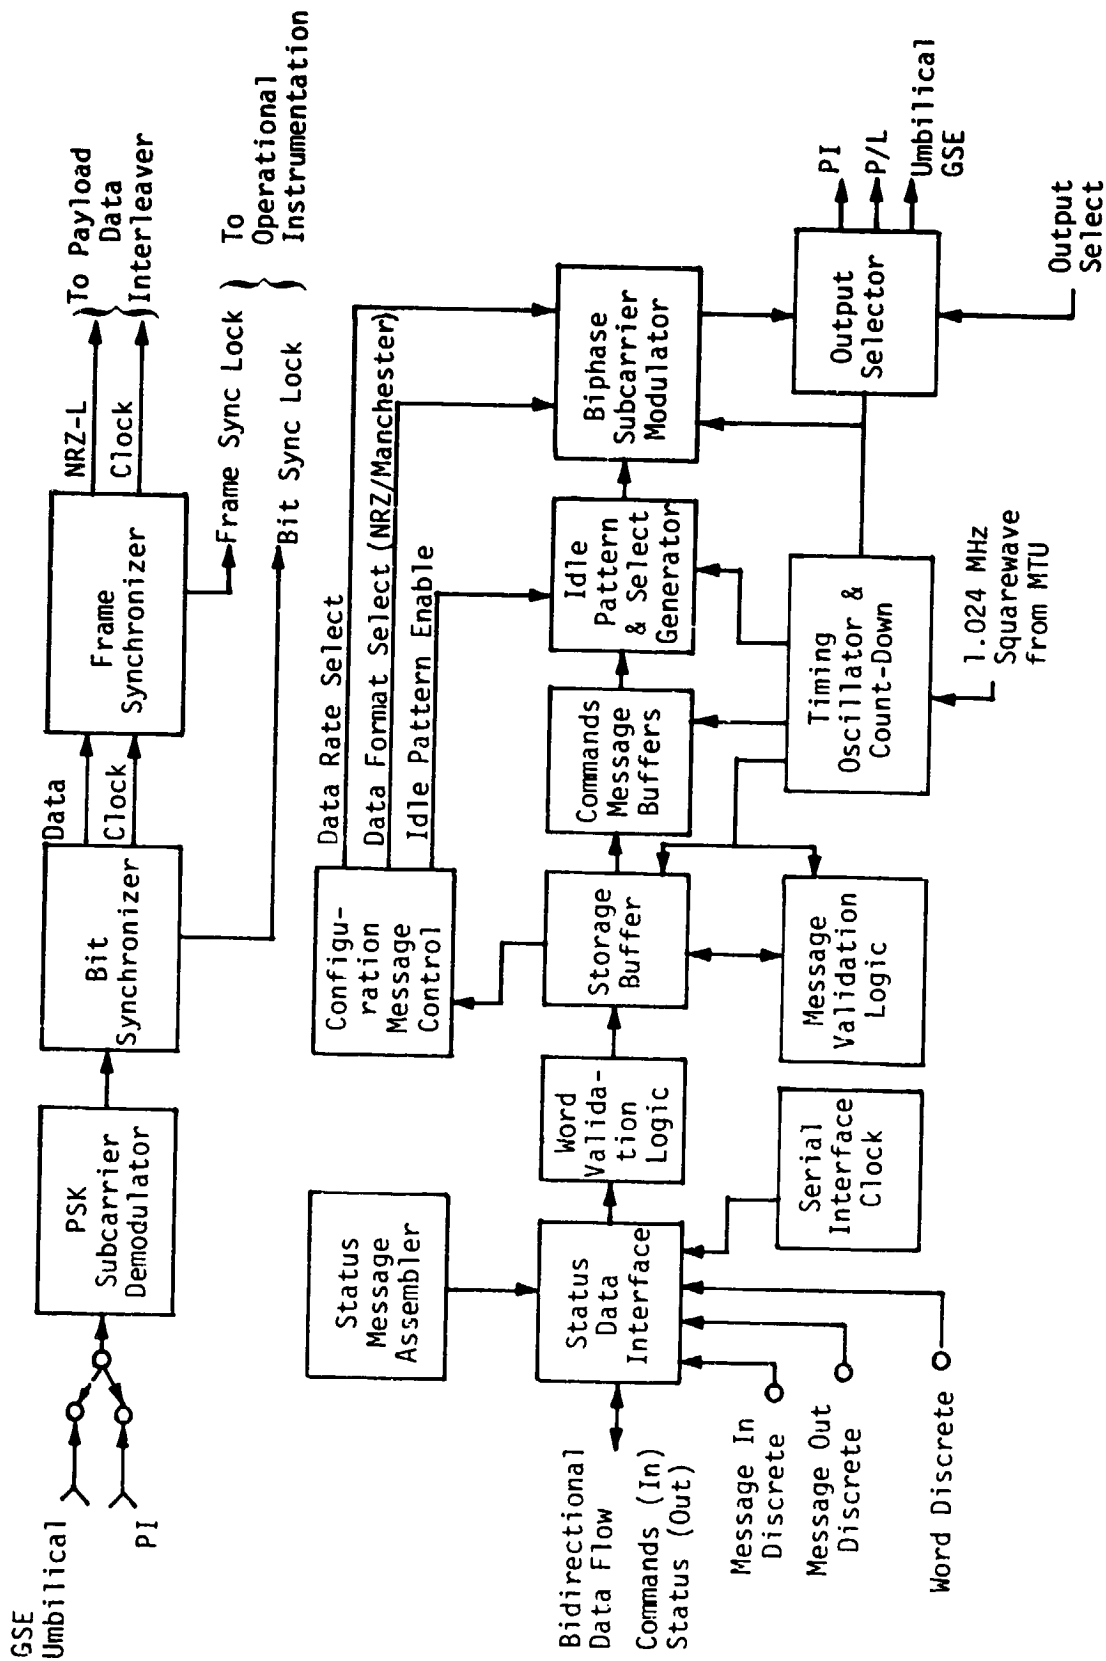 GSE
Umbilical
PI
PSK
Subcarrier
Demodulator
Bit
Synchronizer
Data
Clock
Frame
Synchronizer
NRZ-L
Clock
To Payload
Data
Interleaver
Frame Sync Lock
Bit Sync Lock
To
Operational
Instrumentation
Status
Message
Assembler
Configu-
ration
Message
Control
Data Rate Select
Data Format Select (NRZ/Manchester)
Idle Pattern Enable
Bidirectional
Data Flow
Commands (In)
Status (Out)
Status
Data
Interface
Word
Valida-
tion
Logic
Storage
Buffer
Commands
Message
Buffers
Idle
Pattern
& Select
Generator
Biphase
Subcarrier
Modulator
Message In
Discrete
Message Out
Discrete
Word Discrete
Serial
Interface
Clock
Message
Validation
Logic
Timing
Oscillator &
Count-Down
1.024 MHz
Squarewave
from MTU
Output
Selector
PI
P/L
Umbilical
GSE
Output
Select